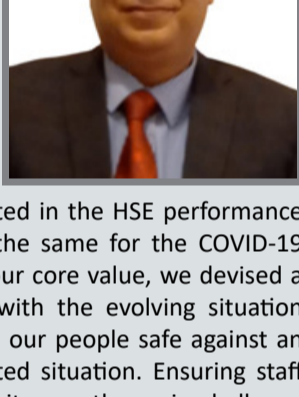 ted in the HSE performance
the same for the COVID-19
our core value, we devised a
with the evolving situation
our people safe against an
ted situation. Ensuring staff